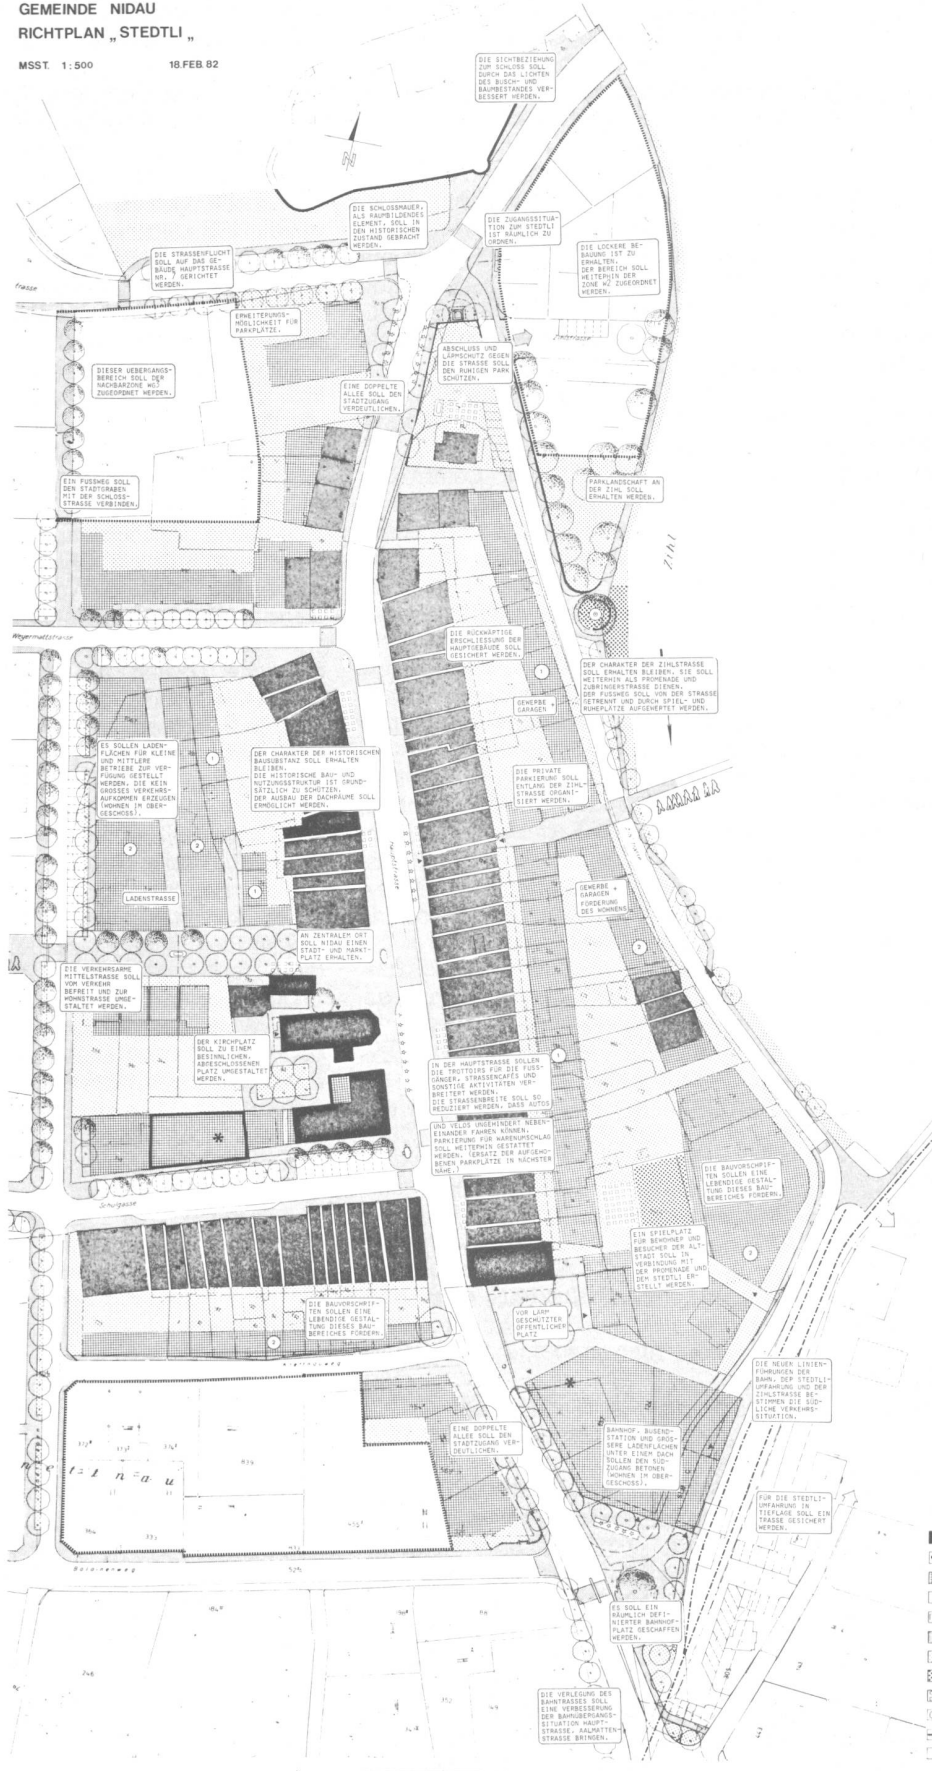 GEMEINDE NIDAU
RICHTPLAN „ STEDTLI „
MSST. 1:500 18.FEB. 82
DIE SICHTBEZIEHUNG
ZUM SCHLOSS SOLL
DURCH DAS LICHTEN
DES BUSCH- UND
BAUMBESTANDES VER-
BESSERT WERDEN.
N
DIE SCHLOSSMAUER,
ALS RAUMBILDENDES
ELEMENT, SOLL IN
DEN HISTORISCHEN
ZUSTAND GEBRACHT
WERDEN.
DIE ZUGANGSSITUA-
TION ZUM STEDTLI
IST RÄUMLICH ZU
ORDNEN.
DIE LOCKERE BE-
BAUUNG IST ZU
ERHALTEN.
DER BEREICH SOLL
WEITERHIN DER
ZONE W2 ZUGEORDNET
WERDEN.
DIE STRASSENFLUCHT
SOLL AUF DAS GE-
BÄUDE HAUPTSTRASSE
NR. 7 GERICHTET
WERDEN.
ERWEITERUNGS-
MÖGLICHKEIT FÜR
PARKPLÄTZE.
ABSCHLUSS UND
LÄRMSCHUTZ GEGEN
DIE STRASSE SOLL
DEN RUHIGEN PARK
SCHÜTZEN.
DIESER UEBERGANGS-
BEREICH SOLL DER
NACHBARZONE WG3
ZUGEORDNET WERDEN.
EINE DOPPELTE
ALLEE SOLL DEN
STADTZUGANG
VERDEUTLICHEN.
EIN FUSSWEG SOLL
DEN STADTGRABEN
MIT DER SCHLOSS-
STRASSE VERBINDEN.
PARKLANDSCHAFT AN
DER ZIHL SOLL
ERHALTEN WERDEN.
Zihl
Weyermattstrasse
DIE RÜCKWÄRTIGE
ERSCHLIESSUNG DER
HAUPTGEBÄUDE SOLL
GESICHERT WERDEN.
DER CHARAKTER DER ZIHLSTRASSE
SOLL ERHALTEN BLEIBEN. SIE SOLL
WEITERHIN ALS PROMENADE UND
ZUBRINGERSTRASSE DIENEN.
DER FUSSWEG SOLL VON DER STRASSE
GETRENNT UND DURCH SPIEL- UND
RUHEPLÄTZE AUFGEWERTET WERDEN.
1
GEWERBE +
GARAGEN
ES SOLLEN LADEN-
FLÄCHEN FÜR KLEINE
UND MITTLERE
BETRIEBE ZUR VER-
FÜGUNG GESTELLT
WERDEN, DIE KEIN
GROSSES VERKEHRS-
AUFKOMMEN ERZEUGEN
(WOHNEN IM OBER-
GESCHOSS).
1
DER CHARAKTER DER HISTORISCHEN
BAUSUBSTANZ SOLL ERHALTEN
BLEIBEN.
DIE HISTORISCHE BAU- UND
NUTZUNGSSTRUKTUR IST GRUND-
SÄTZLICH ZU SCHÜTZEN.
DER AUSBAU DER DACHRÄUME SOLL
ERMÖGLICHT WERDEN.
DIE PRIVATE
PARKIERUNG SOLL
ENTLANG DER ZIHL-
STRASSE ORGANI-
SIERT WERDEN.
2
2
1
Hauptstrasse
LADENSTRASSE
GEWERBE +
GARAGEN
FÖRDERUNG
DES WOHNENS
2
AN ZENTRALEM ORT
SOLL NIDAU EINEN
STADT- UND MARKT-
PLATZ ERHALTEN.
DIE VERKEHRSARME
MITTELSTRASSE SOLL
VOM VERKEHR
BEFREIT UND ZUR
WOHNSTRASSE UMGE-
STALTET WERDEN.
DER KIRCHPLATZ
SOLL ZU EINEM
BESINNLICHEN,
ABGESCHLOSSENEN
PLATZ UMGESTALTET
WERDEN.
1
IN DER HAUPTSTRASSE SOLLEN
DIE TROTTOIRS FÜR DIE FUSS-
GÄNGER, STRASSENCAFÉS UND
SONSTIGE AKTIVITÄTEN VER-
BREITERT WERDEN.
DIE STRASSENBREITE SOLL SO
REDUZIERT WERDEN, DASS AUTOS
UND VELOS UNGEHINDERT NEBEN-
EINANDER FAHREN KÖNNEN.
PARKIERUNG FÜR WARENUMSCHLAG
SOLL WEITERHIN GESTATTET
WERDEN. (ERSATZ DER AUFGEHO-
BENEN PARKPLÄTZE IN NÄCHSTER
NÄHE.)
DIE BAUVORSCHRIF-
TEN SOLLEN EINE
LEBENDIGE GESTAL-
TUNG DIESES BAU-
BEREICHES FÖRDERN.
Schulgasse
EIN SPIELPLATZ
FÜR BEWOHNER UND
BESUCHER DER ALT-
STADT SOLL IN
VERBINDUNG MIT
DER PROMENADE UND
DEM STEDTLI ER-
STELLT WERDEN.
2
DIE BAUVORSCHRIF-
TEN SOLLEN EINE
LEBENDIGE GESTAL-
TUNG DIESES BAU-
BEREICHES FÖRDERN.
2
VOR LÄRM
GESCHÜTZTER
ÖFFENTLICHER
PLATZ
DIE NEUEN LINIEN-
FÜHRUNGEN DER
BAHN, DER STEDTLI-
UMFAHRUNG UND DER
ZIHLSTRASSE BE-
STIMMEN DIE SÜD-
LICHE VERKEHRS-
SITUATION.
EINE DOPPELTE
ALLEE SOLL DEN
STADTZUGANG VER-
DEUTLICHEN.
BAHNHOF, BUSEND-
STATION UND GRÖS-
SERE LADENFLÄCHEN
UNTER EINEM DACH
SOLLEN DEN SÜD-
ZUGANG BETONEN
(WOHNEN IM OBER-
GESCHOSS).
FÜR DIE STEDTLI-
UMFAHRUNG IN
TIEFLAGE SOLL EIN
TRASSE GESICHERT
WERDEN.
Balainenweg
ES SOLL EIN
RÄUMLICH DEFI-
NIERTER BAHNHOF-
PLATZ GESCHAFFEN
WERDEN.
DIE VERLEGUNG DES
BAHNTRASSES SOLL
EINE VERBESSERUNG
DER BAHNÜBERGANGS-
SITUATION HAUPT-
STRASSE, AALMATTEN-
STRASSE BRINGEN.